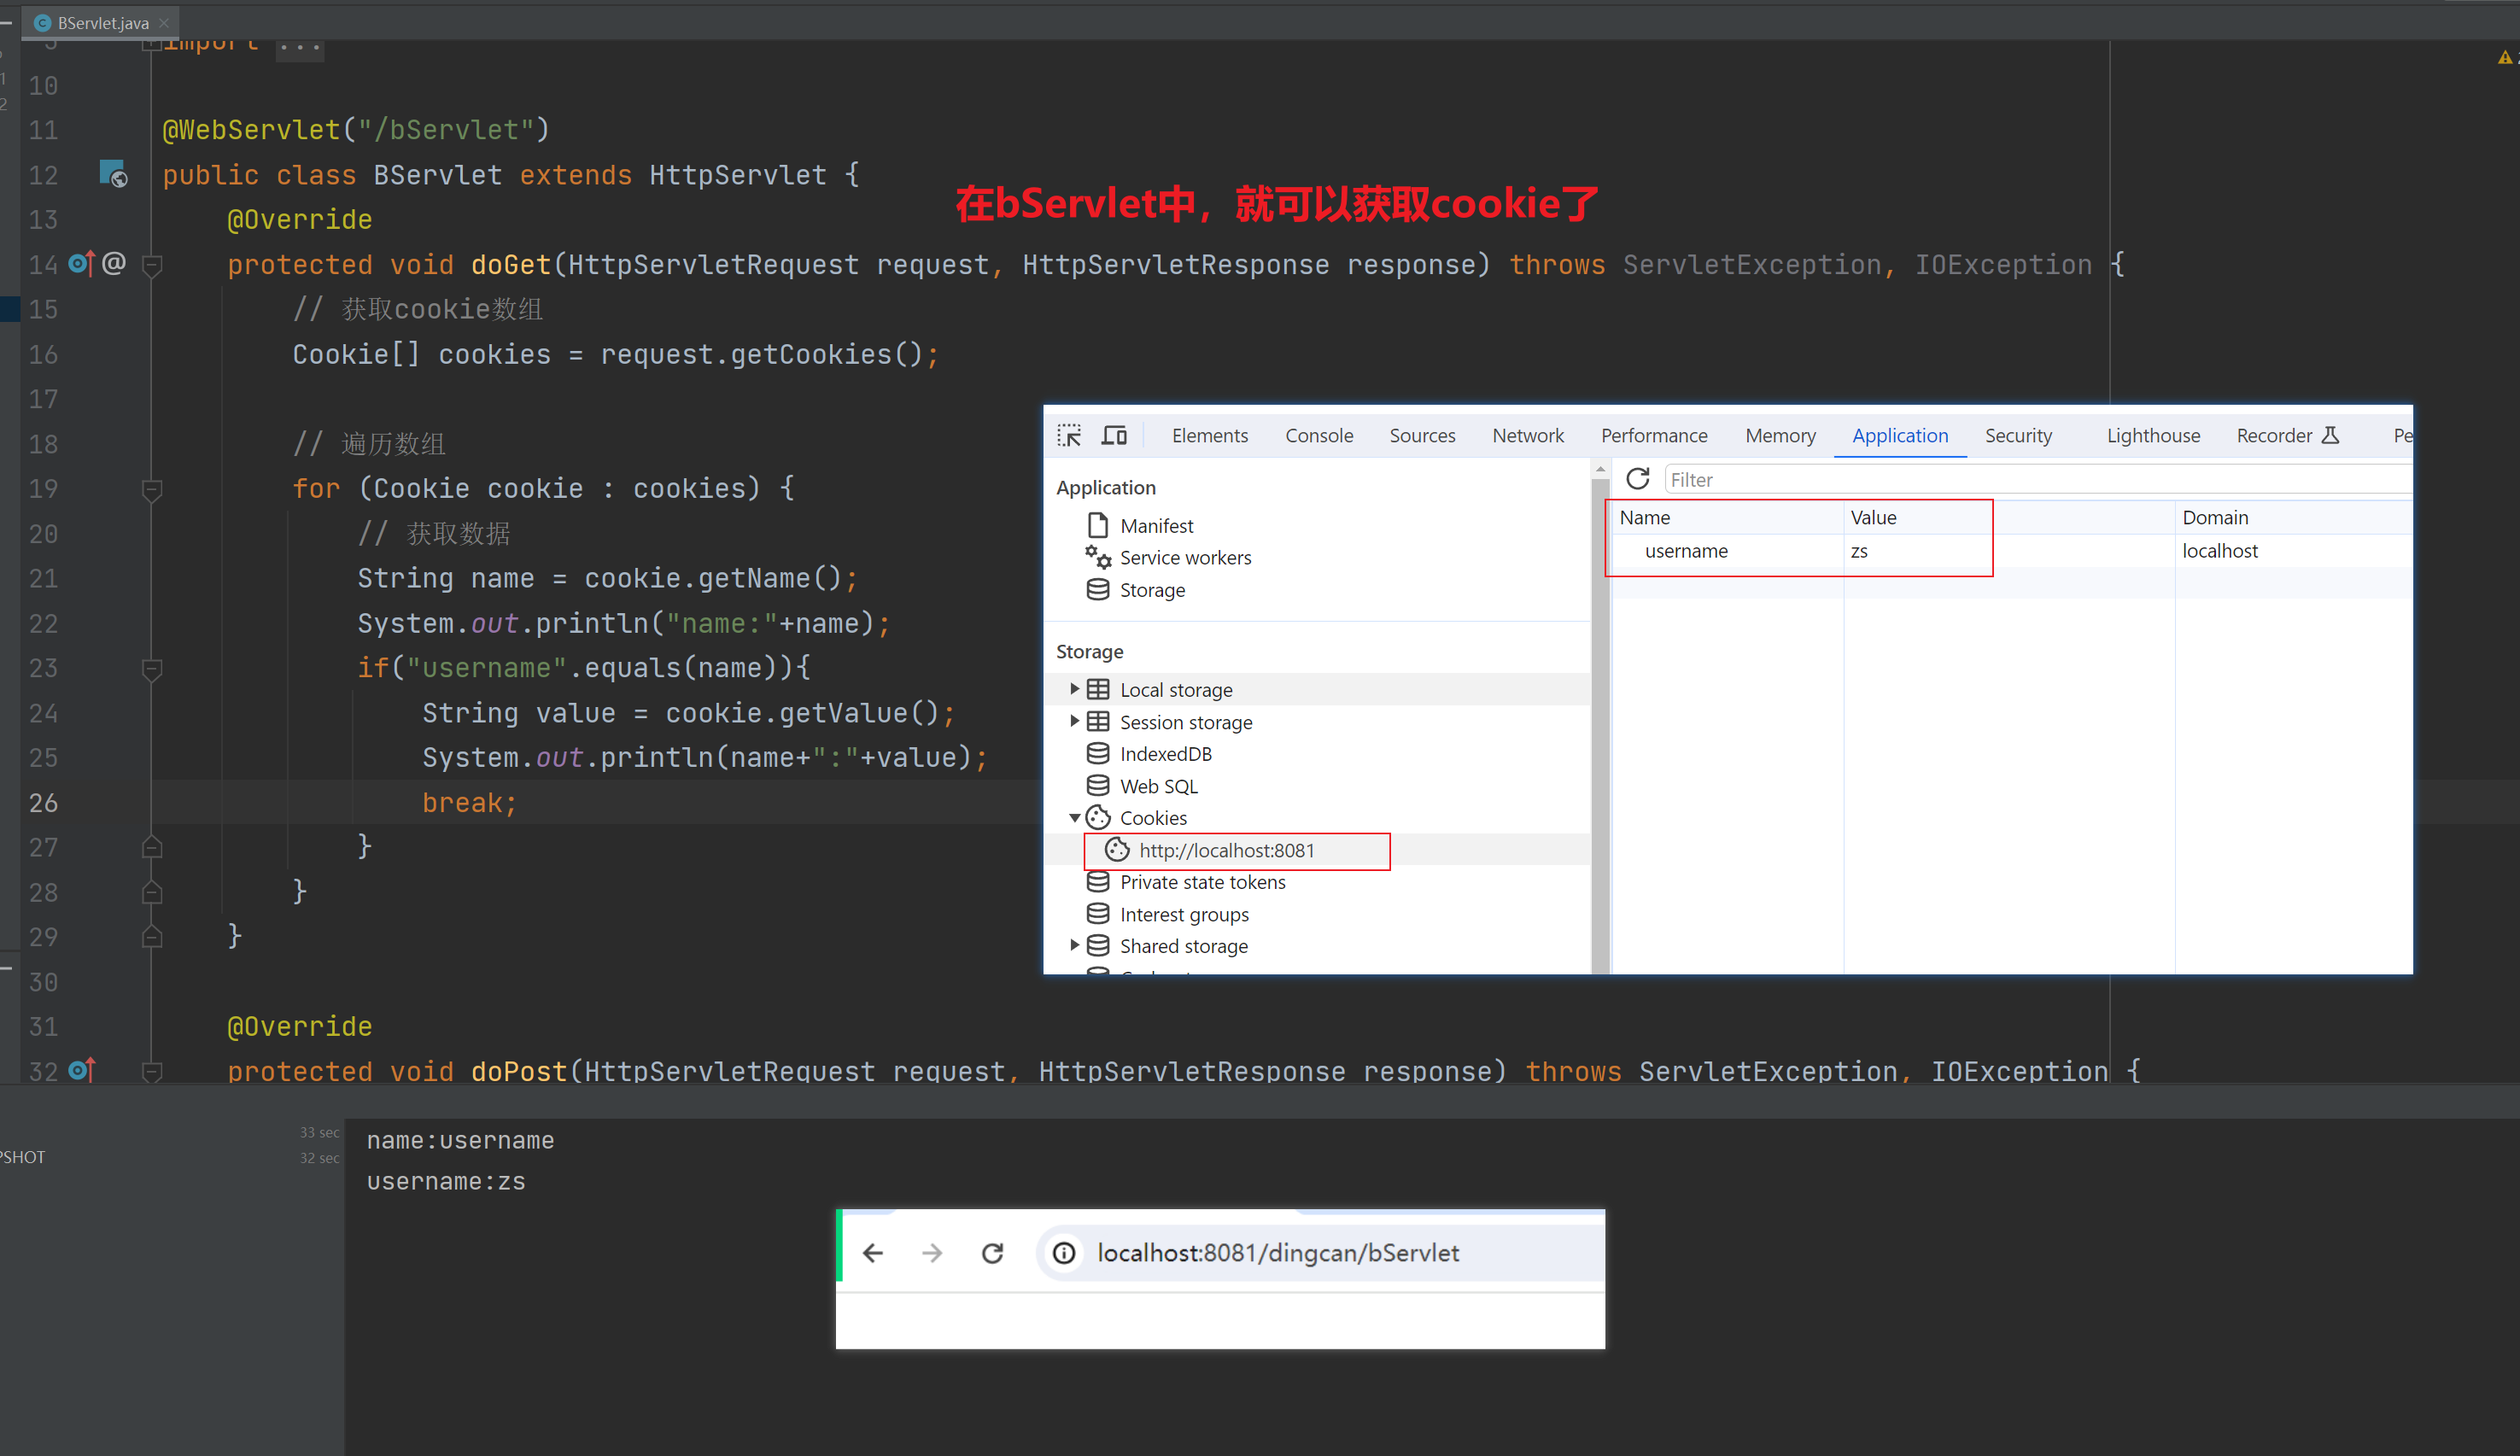 BServlet.java
import ...
10
11 @WebServlet("/bServlet")
12 public class BServlet extends HttpServlet {
在bServlet中，就可以获取cookie了
13 @Override
14 protected void doGet(HttpServletRequest request, HttpServletResponse response) throws ServletException, IOException {
15 // 获取cookie数组
16 Cookie[] cookies = request.getCookies();
17
18 // 遍历数组
19 for (Cookie cookie : cookies) {
20 // 获取数据
21 String name = cookie.getName();
22 System.out.println("name:"+name);
23 if("username".equals(name)){
24 String value = cookie.getValue();
25 System.out.println(name+":"+value);
26 break;
27 }
28 }
29 }
30
31 @Override
32 protected void doPost(HttpServletRequest request, HttpServletResponse response) throws ServletException, IOException {
Elements Console Sources Network Performance Memory Application Security Lighthouse Recorder Pe
Filter
Application
Manifest
Service workers
Storage
Storage
Local storage
Session storage
IndexedDB
Web SQL
Cookies
http://localhost:8081
Private state tokens
Interest groups
Shared storage
Name Value Domain
username zs localhost
33 sec
PSHOT 32 sec
name:username
username:zs
localhost:8081/dingcan/bServlet